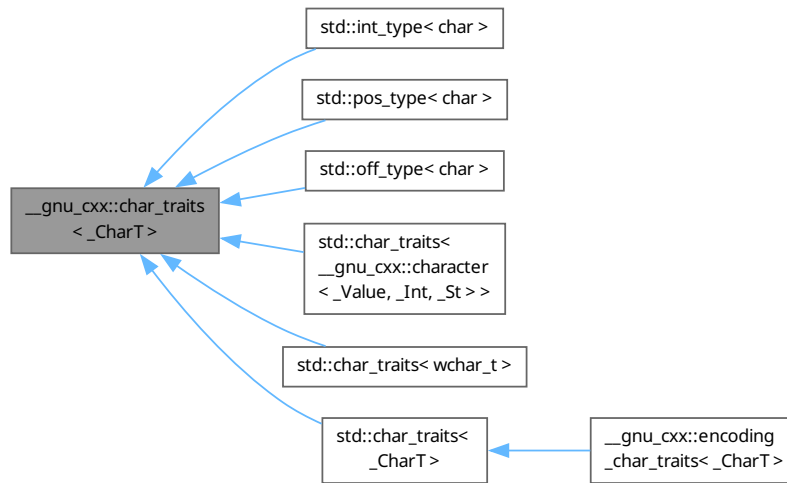 std::int_type< char >
std::pos_type< char >
std::off_type< char >
__gnu_cxx::char_traits
< _CharT >
std::char_traits<
__gnu_cxx::character
< _Value, _Int, _St > >
std::char_traits< wchar_t >
std::char_traits<
_CharT >
__gnu_cxx::encoding
_char_traits< _CharT >